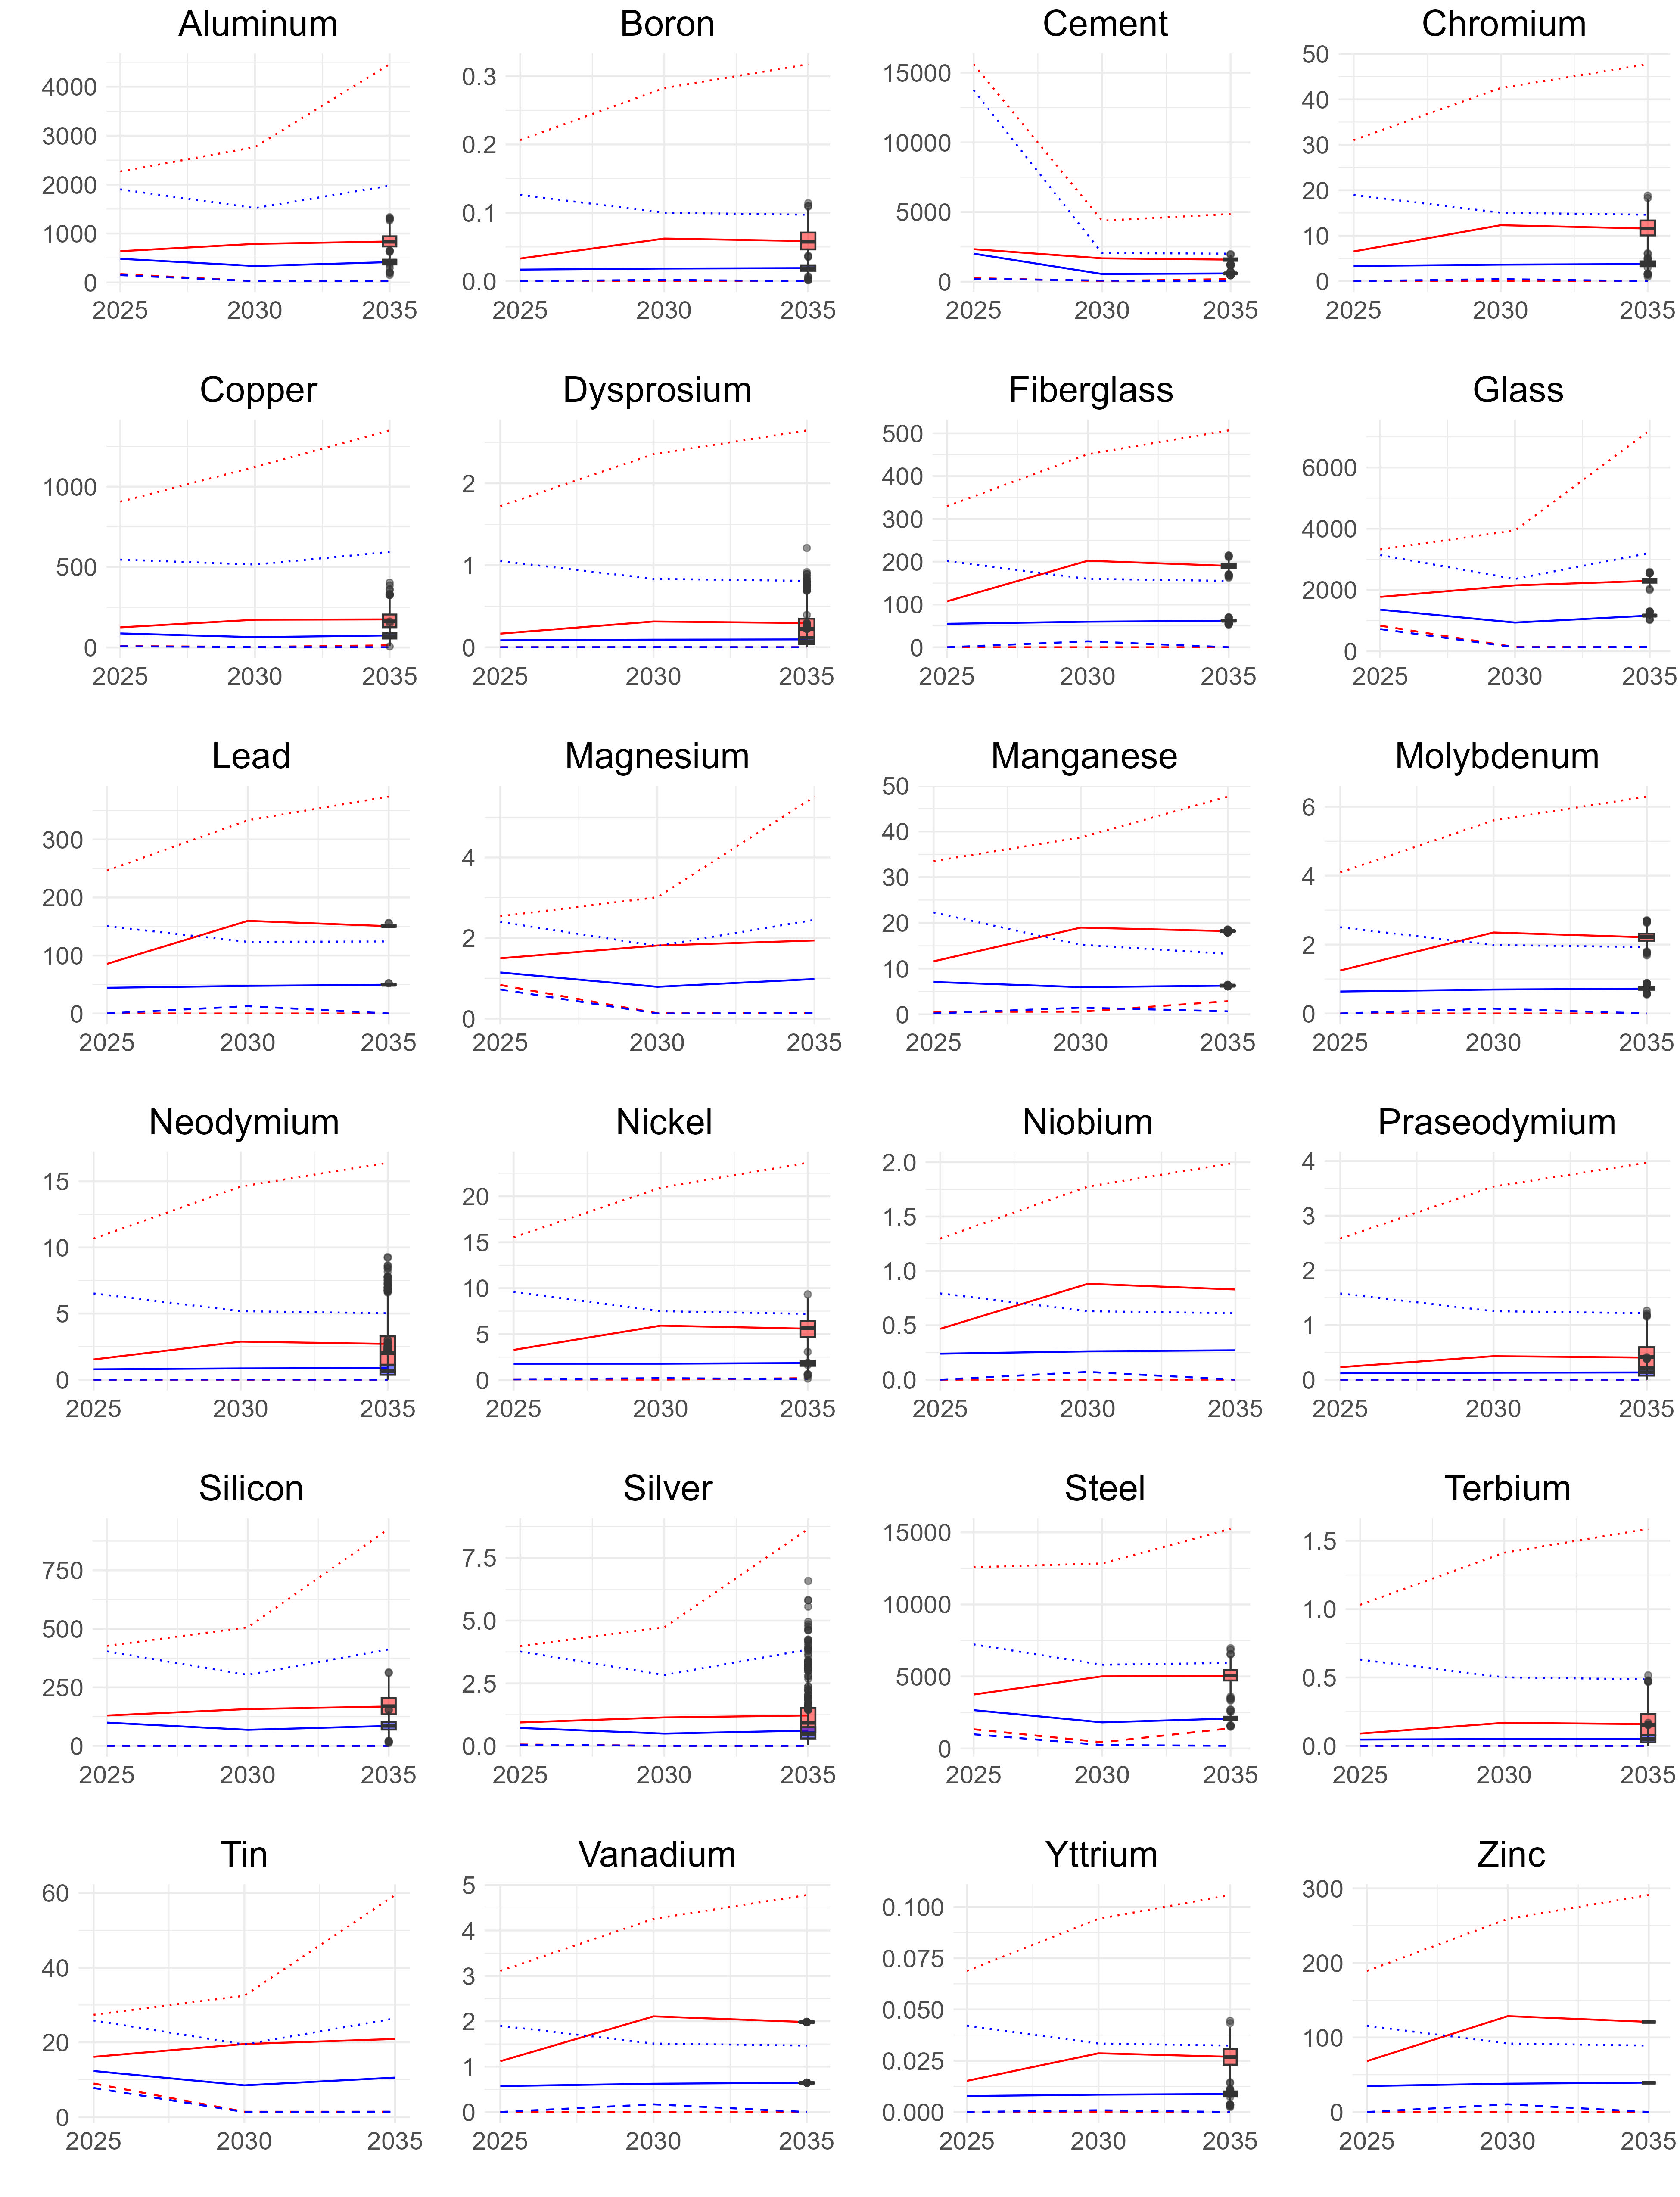 Aluminum Boron Cement Chromium
4000 0.3 15000 50
3000 0.2 10000 40
2000 0.1 5000 30
1000 0.0 0 20
0 10
0
2025 2030 2035 2025 2030 2035 2025 2030 2035 2025 2030 2035
Copper Dysprosium Fiberglass Glass
1000 2 500 6000
500 1 400 4000
0 0 300 2000
200 0
100
0
2025 2030 2035 2025 2030 2035 2025 2030 2035 2025 2030 2035
Lead Magnesium Manganese Molybdenum
300 4 50 6
200 2 40 4
100 0 30 2
0 20 0
10
0
2025 2030 2035 2025 2030 2035 2025 2030 2035 2025 2030 2035
Neodymium Nickel Niobium Praseodymium
15 20 2.0 4
10 15 1.5 3
5 10 1.0 2
0 5 0.5 1
0 0.0 0
2025 2030 2035 2025 2030 2035 2025 2030 2035 2025 2030 2035
Silicon Silver Steel Terbium
750 7.5 15000 1.5
500 5.0 10000 1.0
250 2.5 5000 0.5
0 0.0 0 0.0
2025 2030 2035 2025 2030 2035 2025 2030 2035 2025 2030 2035
Tin Vanadium Yttrium Zinc
60 5 0.100 300
40 4 0.075 200
20 3 0.050 100
0 2 0.025 0
1 0.000
0
2025 2030 2035 2025 2030 2035 2025 2030 2035 2025 2030 2035